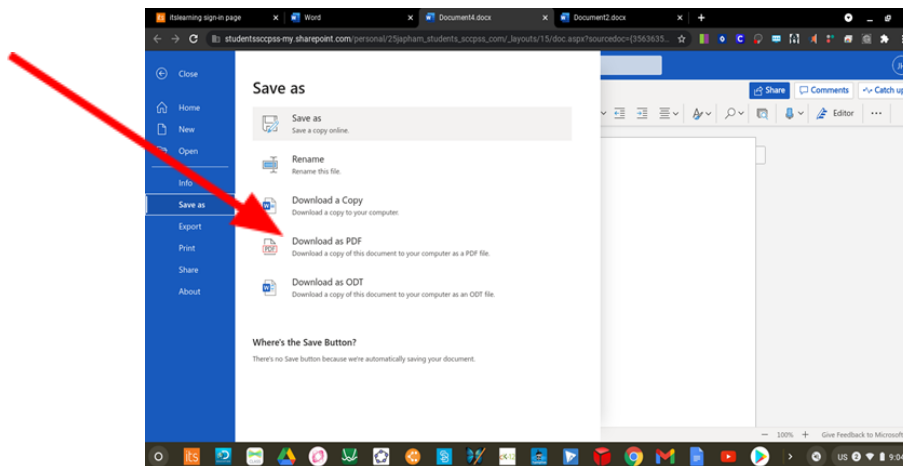 itslearning sign-in page
Word
Document4.docx
Document2.docx
studentssccpss-my.sharepoint.com/personal/25japham_students_sccpss_com/_layouts/15/doc.aspx?sourcedoc={3563635...
Close
Home
New
Open
Info
Save as
Export
Print
Share
About
Save as
Save as
Save a copy online.
Rename
Rename this file.
Download a Copy
Download a copy to your computer.
PDF
Download as PDF
Download a copy of this document to your computer as a PDF file.
Download as ODT
Download a copy of this document to your computer as an ODT file.
Where's the Save Button?
There's no Save button because we're automatically saving your document.
Share
Comments
Catch up
Editor
100%
Give Feedback to Microsoft
its
US
9:04